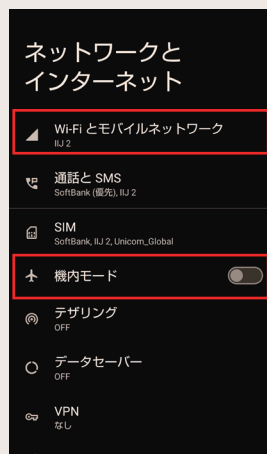 ネットワークと
インターネット
Wi-Fi とモバイルネットワーク
IIJ 2
通話と SMS
SoftBank (優先), IIJ 2
SIM
SoftBank, IIJ 2, Unicom_Global
機内モード
テザリング
OFF
データセーバー
OFF
VPN
なし